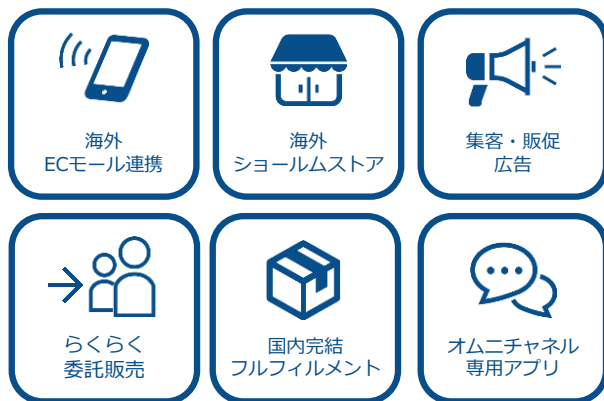 海外
ECモール連携
海外
ショールムストア
集客・販促
広告
らくらく
委託販売
国内完結
フルフィルメント
オムニチャネル
専用アプリ